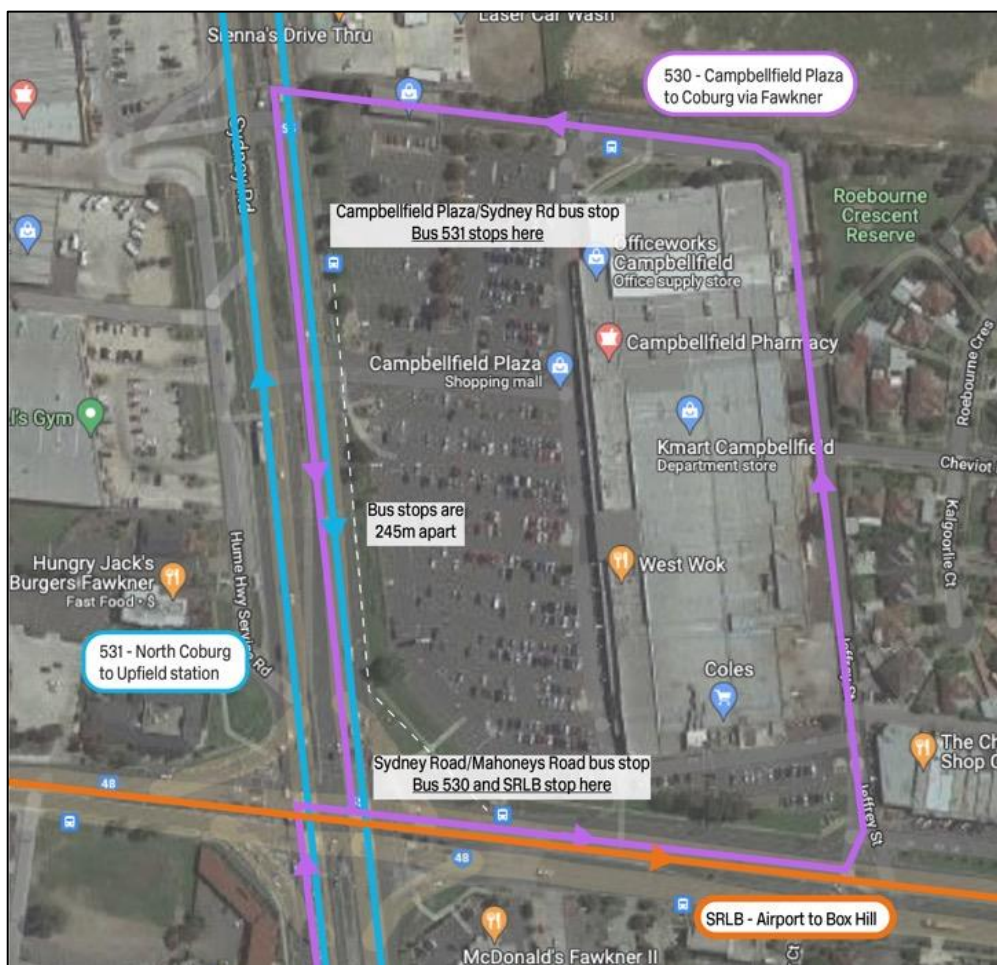 Laser Car Wash
Sienna's Drive Thru
530 - Campbellfield Plaza
to Coburg via Fawkner
Sydney Rd
Roebourne
Crescent
Reserve
Campbellfield Plaza/Sydney Rd bus stop
Bus 531 stops here
Officeworks
Campbellfield
Office supply store
Campbellfield Pharmacy
Campbellfield Plaza
Shopping mall
Roebourne Cres
l's Gym
Kmart Campbellfield
Department store
Cheviot
Bus stops are
245m apart
Kalgoorlie Ct
Hungry Jack's
Burgers Fawkner
Fast Food • $
West Wok
Hume Hwy Service Rd
531 - North Coburg
to Upfield station
Jeffrey St
Coles
Sydney Road/Mahoneys Road bus stop
Bus 530 and SRLB stop here
The Ch
Shop C
48
Jeffrey St
48
SRLB - Airport to Box Hill
McDonald's Fawkner II
Ct